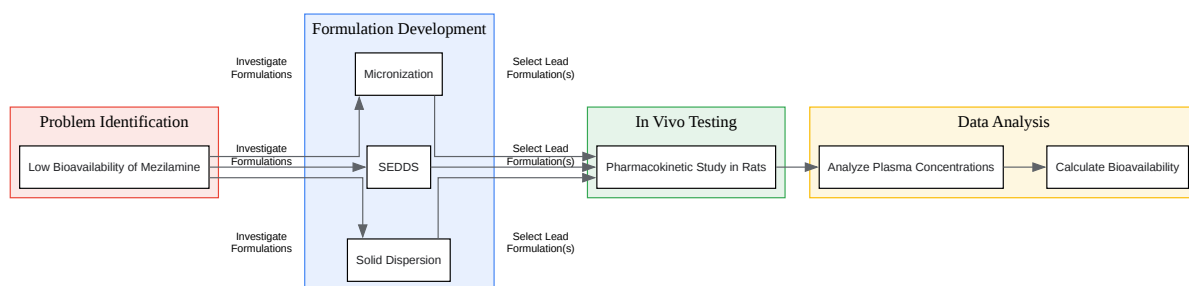 Formulation Development
Investigate
Formulations
Micronization
Select Lead
Formulation(s)
Problem Identification
In Vivo Testing
Data Analysis
Low Bioavailability of Mezilamine
Investigate
Formulations
SEDDS
Select Lead
Formulation(s)
Pharmacokinetic Study in Rats
Analyze Plasma Concentrations
Calculate Bioavailability
Investigate
Formulations
Solid Dispersion
Select Lead
Formulation(s)